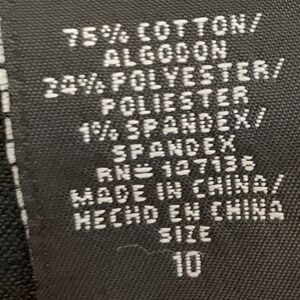 75% COTTON/
ALGODON
24% POLYESTER/
POLIESTER
1% SPANDEX/
SPANDEX
RN= 107136
MADE IN CHINA/
HECHO EN CHINA
SIZE
10